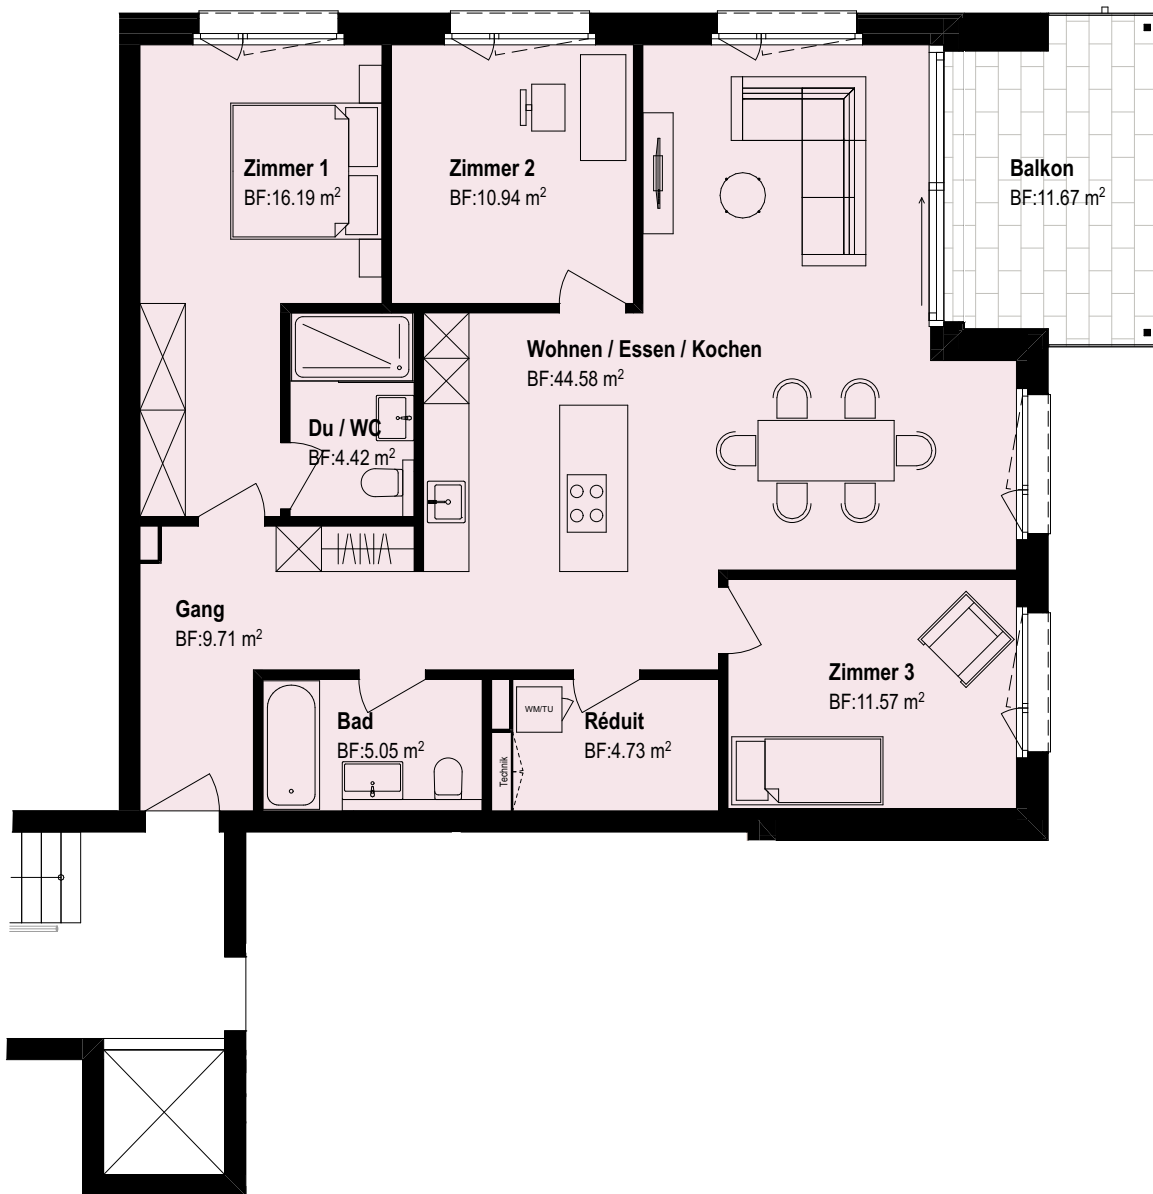 Zimmer 1
BF:16.19 m²
Zimmer 2
BF:10.94 m²
Balkon
BF:11.67 m²
Wohnen / Essen / Kochen
BF:44.58 m²
Du / WC
BF:4.42 m²
Gang
BF:9.71 m²
Zimmer 3
BF:11.57 m²
Bad
BF:5.05 m²
WM/TU
Réduit
BF:4.73 m²
Technik